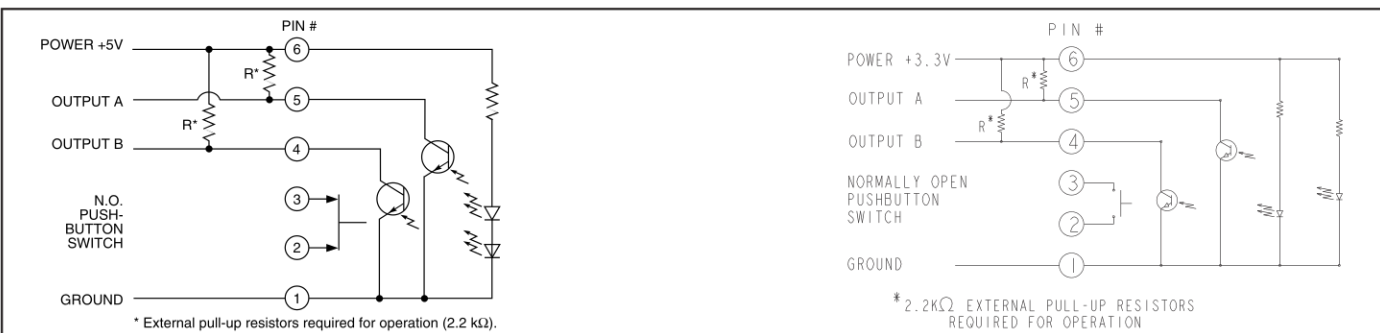 PIN #
POWER +5V
6
R*
OUTPUT A
5
R*
OUTPUT B
4
N.O.
PUSH-
BUTTON
SWITCH
3
2
GROUND
1
* External pull-up resistors required for operation (2.2 kΩ).
PIN #
POWER +3.3V
6
R*
OUTPUT A
5
R*
OUTPUT B
4
NORMALLY OPEN
PUSHBUTTON
SWITCH
3
2
GROUND
1
*2.2KΩ EXTERNAL PULL-UP RESISTORS
REQUIRED FOR OPERATION